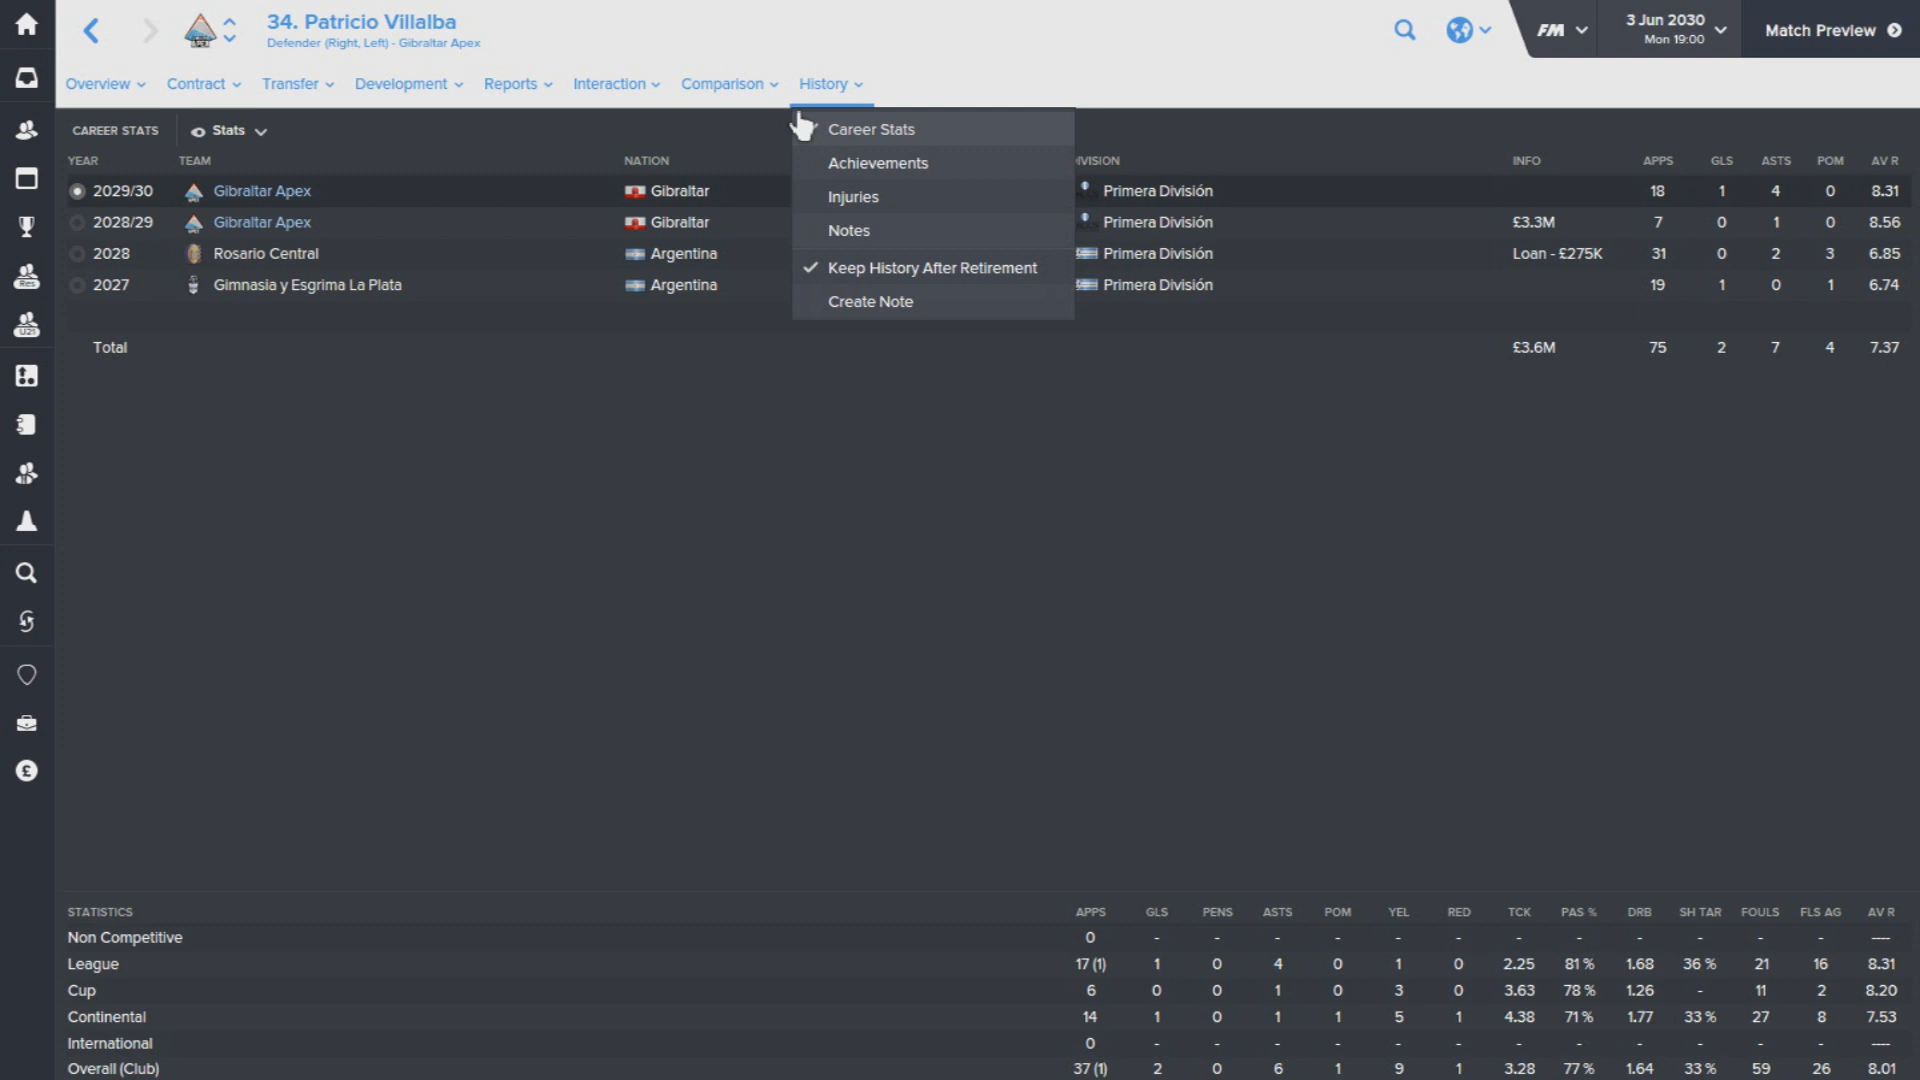 34. Patricio Villalba
Defender (Right, Left) - Gibraltar Apex
FM
3 Jun 2030
Mon 19:00
Match Preview
Overview Contract Transfer Development Reports Interaction Comparison History
CAREER STATS Stats
Career Stats
Achievements
Injuries
Notes
Keep History After Retirement
Create Note
YEAR TEAM NATION IVISION INFO APPS GLS ASTS POM AV R
2029/30 Gibraltar Apex Gibraltar Primera División 18 1 4 0 8.31
2028/29 Gibraltar Apex Gibraltar Primera División £3.3M 7 0 1 0 8.56
2028 Rosario Central Argentina Primera División Loan - £275K 31 0 2 3 6.85
2027 Gimnasia y Esgrima La Plata Argentina Primera División 19 1 0 1 6.74
Total £3.6M 75 2 7 4 7.37
Res
U21
STATISTICS APPS GLS PENS ASTS POM YEL RED TCK PAS % DRB SH TAR FOULS FLS AG AV R
Non Competitive 0 - - - - - - - - - - - - ---
League 17 (1) 1 0 4 0 1 0 2.25 81 % 1.68 36 % 21 16 8.31
Cup 6 0 0 1 0 3 0 3.63 78 % 1.26 - 11 2 8.20
Continental 14 1 0 1 1 5 1 4.38 71 % 1.77 33 % 27 8 7.53
International 0 - - - - - - - - - - - - ---
Overall (Club) 37 (1) 2 0 6 1 9 1 3.28 77 % 1.64 33 % 59 26 8.01